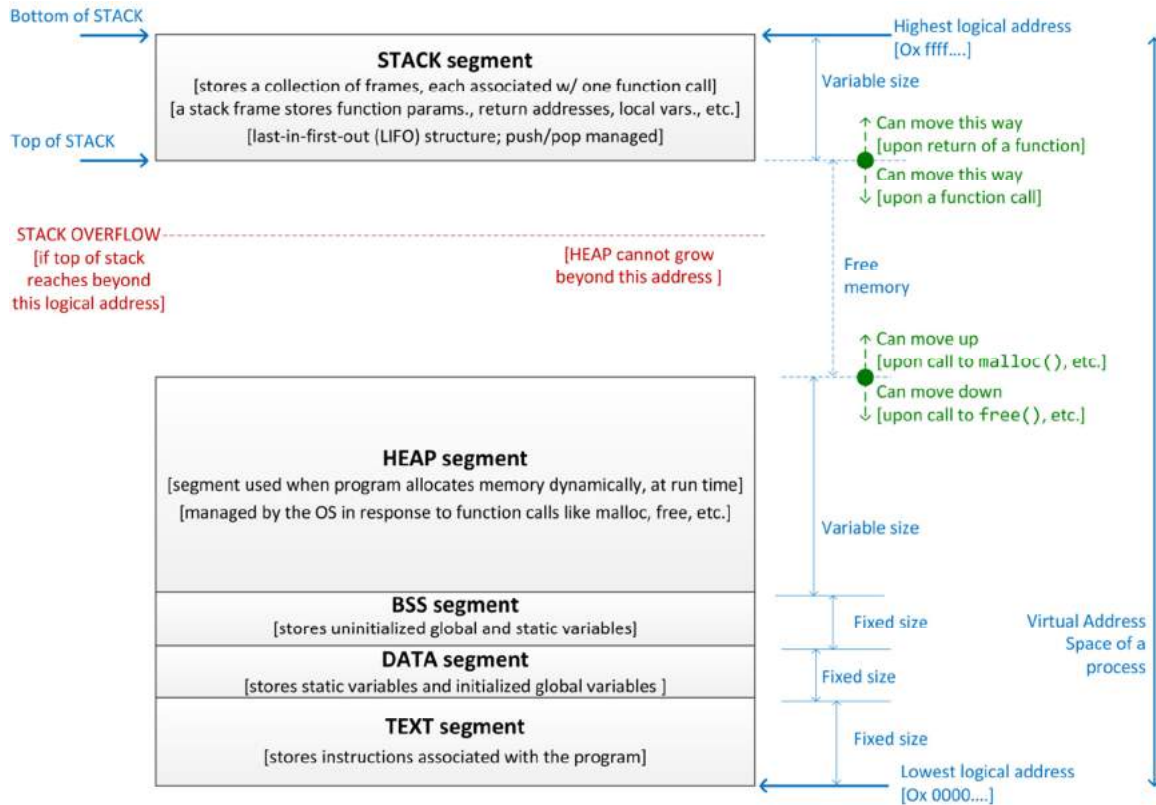 Bottom of STACK
Highest logical address
[Ox ffff....]
STACK segment
[stores a collection of frames, each associated w/ one function call]
[a stack frame stores function params., return addresses, local vars., etc.]
[last-in-first-out (LIFO) structure; push/pop managed]
Variable size
Top of STACK
↑ Can move this way
[upon return of a function]
Can move this way
↓ [upon a function call]
STACK OVERFLOW
[if top of stack
reaches beyond
this logical address]
[HEAP cannot grow
beyond this address ]
Free
memory
↑ Can move up
[upon call to malloc(), etc.]
Can move down
↓ [upon call to free(), etc.]
HEAP segment
[segment used when program allocates memory dynamically, at run time]
[managed by the OS in response to function calls like malloc, free, etc.]
Variable size
BSS segment
[stores uninitialized global and static variables]
Fixed size
Virtual Address
Space of a
process
DATA segment
[stores static variables and initialized global variables ]
Fixed size
TEXT segment
[stores instructions associated with the program]
Fixed size
Lowest logical address
[Ox 0000....]